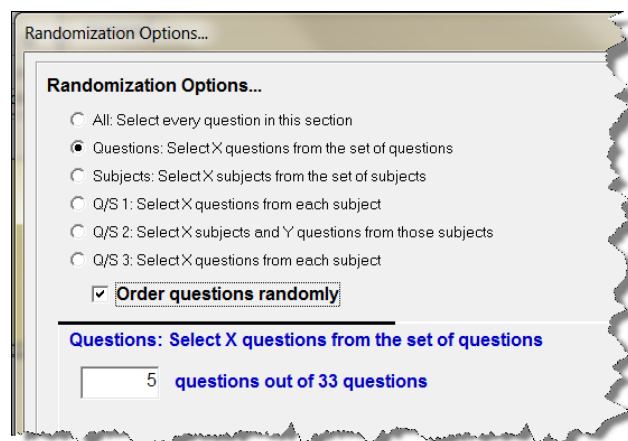 Randomization Options...
Randomization Options...
All: Select every question in this section
Questions: Select X questions from the set of questions
Subjects: Select X subjects from the set of subjects
Q/S 1: Select X questions from each subject
Q/S 2: Select X subjects and Y questions from those subjects
Q/S 3: Select X questions from each subject
Order questions randomly
Questions: Select X questions from the set of questions
5 questions out of 33 questions